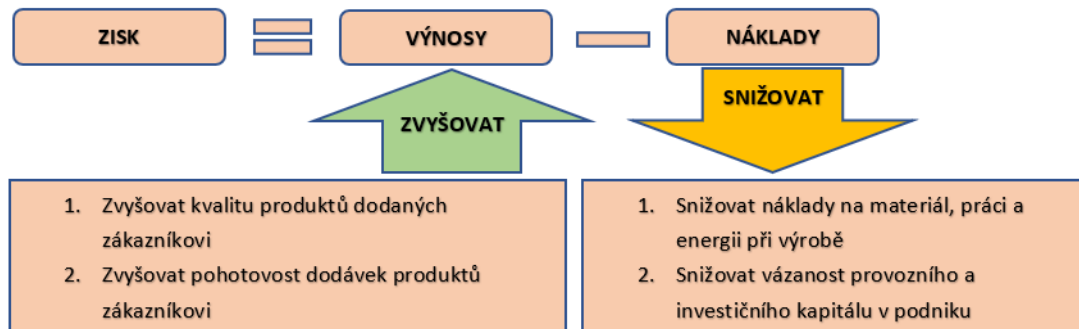 ZISK
VÝNOSY
NÁKLADY
ZVYŠOVAT
SNIŽOVAT
1. Zvyšovat kvalitu produktů dodaných
zákazníkovi
2. Zvyšovat pohotovost dodávek produktů
zákazníkovi
1. Snižovat náklady na materiál, práci a
energii při výrobě
2. Snižovat vázanost provozního a
investičního kapitálu v podniku